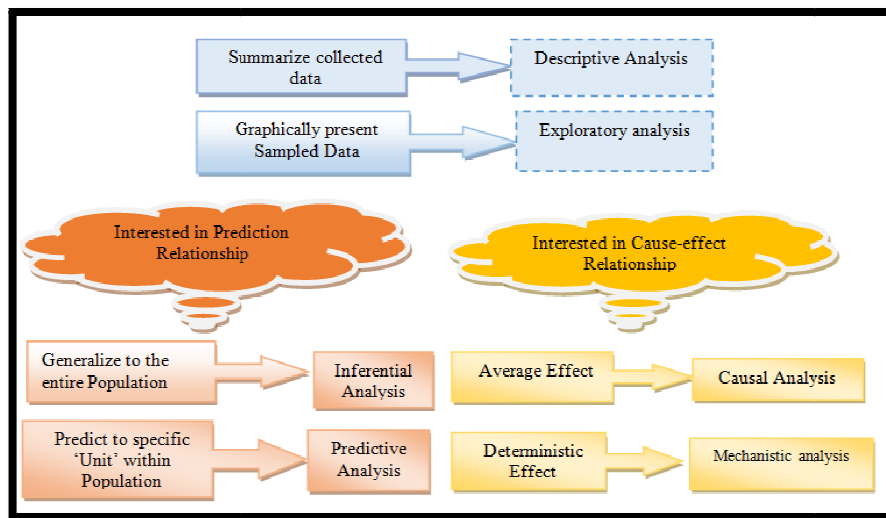 Summarize collected
data
Descriptive Analysis
Graphically present
Sampled Data
Exploratory analysis
Interested in Prediction
Relationship
Interested in Cause-effect
Relationship
Generalize to the
entire Population
Inferential
Analysis
Average Effect
Causal Analysis
Predict to specific
‘Unit’ within
Population
Predictive
Analysis
Deterministic
Effect
Mechanistic analysis